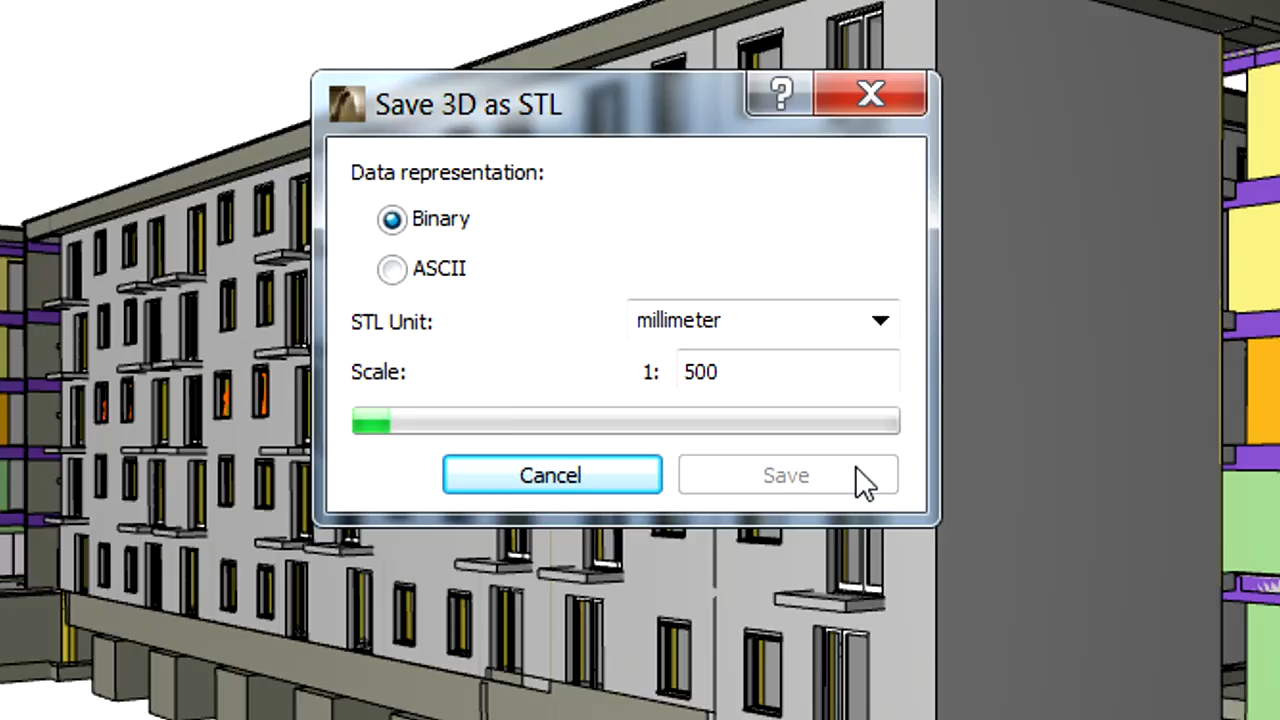 Save 3D as STL
?
X
Data representation:
Binary
ASCII
STL Unit: millimeter
Scale: 1: 500
Cancel Save